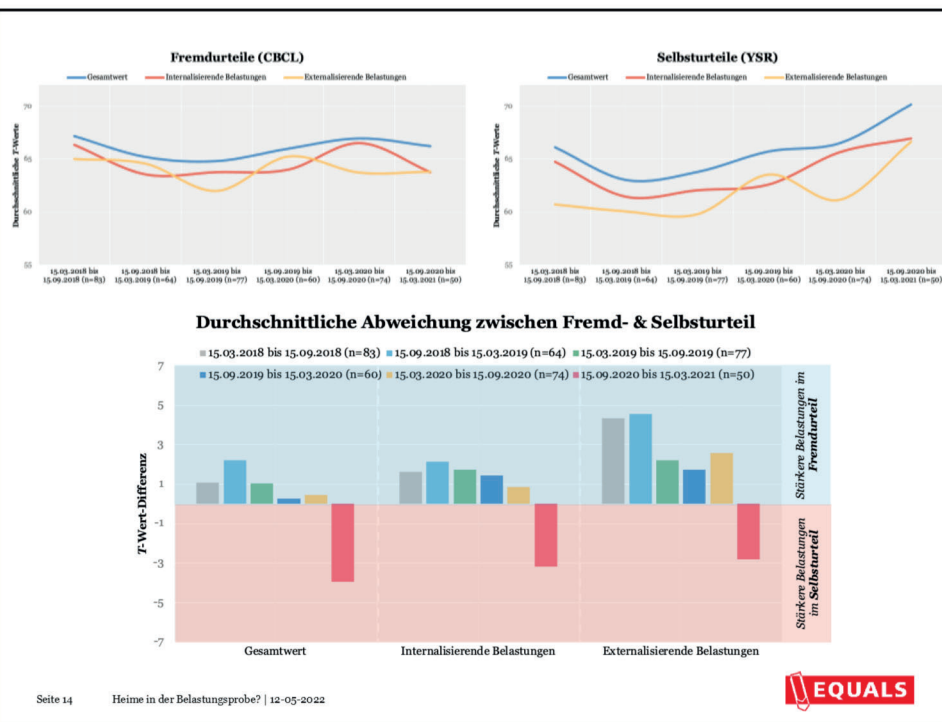 Fremdurteile (CBCL)
Gesamtwert Internalisierende Belastungen Externalisierende Belastungen
Durchschnittliche T-Werte
70
65
60
55
15.03.2018 bis 15.09.2018 (n=83)
15.09.2018 bis 15.03.2019 (n=64)
15.03.2019 bis 15.09.2019 (n=77)
15.09.2019 bis 15.03.2020 (n=60)
15.03.2020 bis 15.09.2020 (n=74)
15.09.2020 bis 15.03.2021 (n=50)
Selbsturteile (YSR)
Gesamtwert Internalisierende Belastungen Externalisierende Belastungen
Durchschnittliche T-Werte
70
65
60
55
15.03.2018 bis 15.09.2018 (n=83)
15.09.2018 bis 15.03.2019 (n=64)
15.03.2019 bis 15.09.2019 (n=77)
15.09.2019 bis 15.03.2020 (n=60)
15.03.2020 bis 15.09.2020 (n=74)
15.09.2020 bis 15.03.2021 (n=50)
Durchschnittliche Abweichung zwischen Fremd- & Selbsturteil
15.03.2018 bis 15.09.2018 (n=83) 15.09.2018 bis 15.03.2019 (n=64) 15.03.2019 bis 15.09.2019 (n=77)
15.09.2019 bis 15.03.2020 (n=60) 15.03.2020 bis 15.09.2020 (n=74) 15.09.2020 bis 15.03.2021 (n=50)
T-Wert-Differenz
7
5
3
1
-1
-3
-5
-7
Stärkere Belastungen im
Fremdurteil
Stärkere Belastungen
im Selbsturteil
Gesamtwert Internalisierende Belastungen Externalisierende Belastungen
Seite 14 Heime in der Belastungsprobe? | 12-05-2022
EQUALS